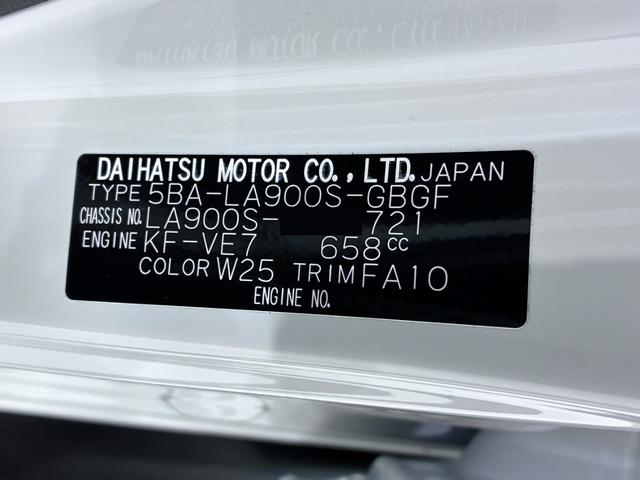 DAIHATSU MOTOR CO., LTD. JAPAN
TYPE 5BA-LA900S-GBGF
CHASSIS NO. LA900S- 721
ENGINE KF-VE7 658CC
COLOR W25 TRIM FA10
ENGINE NO.